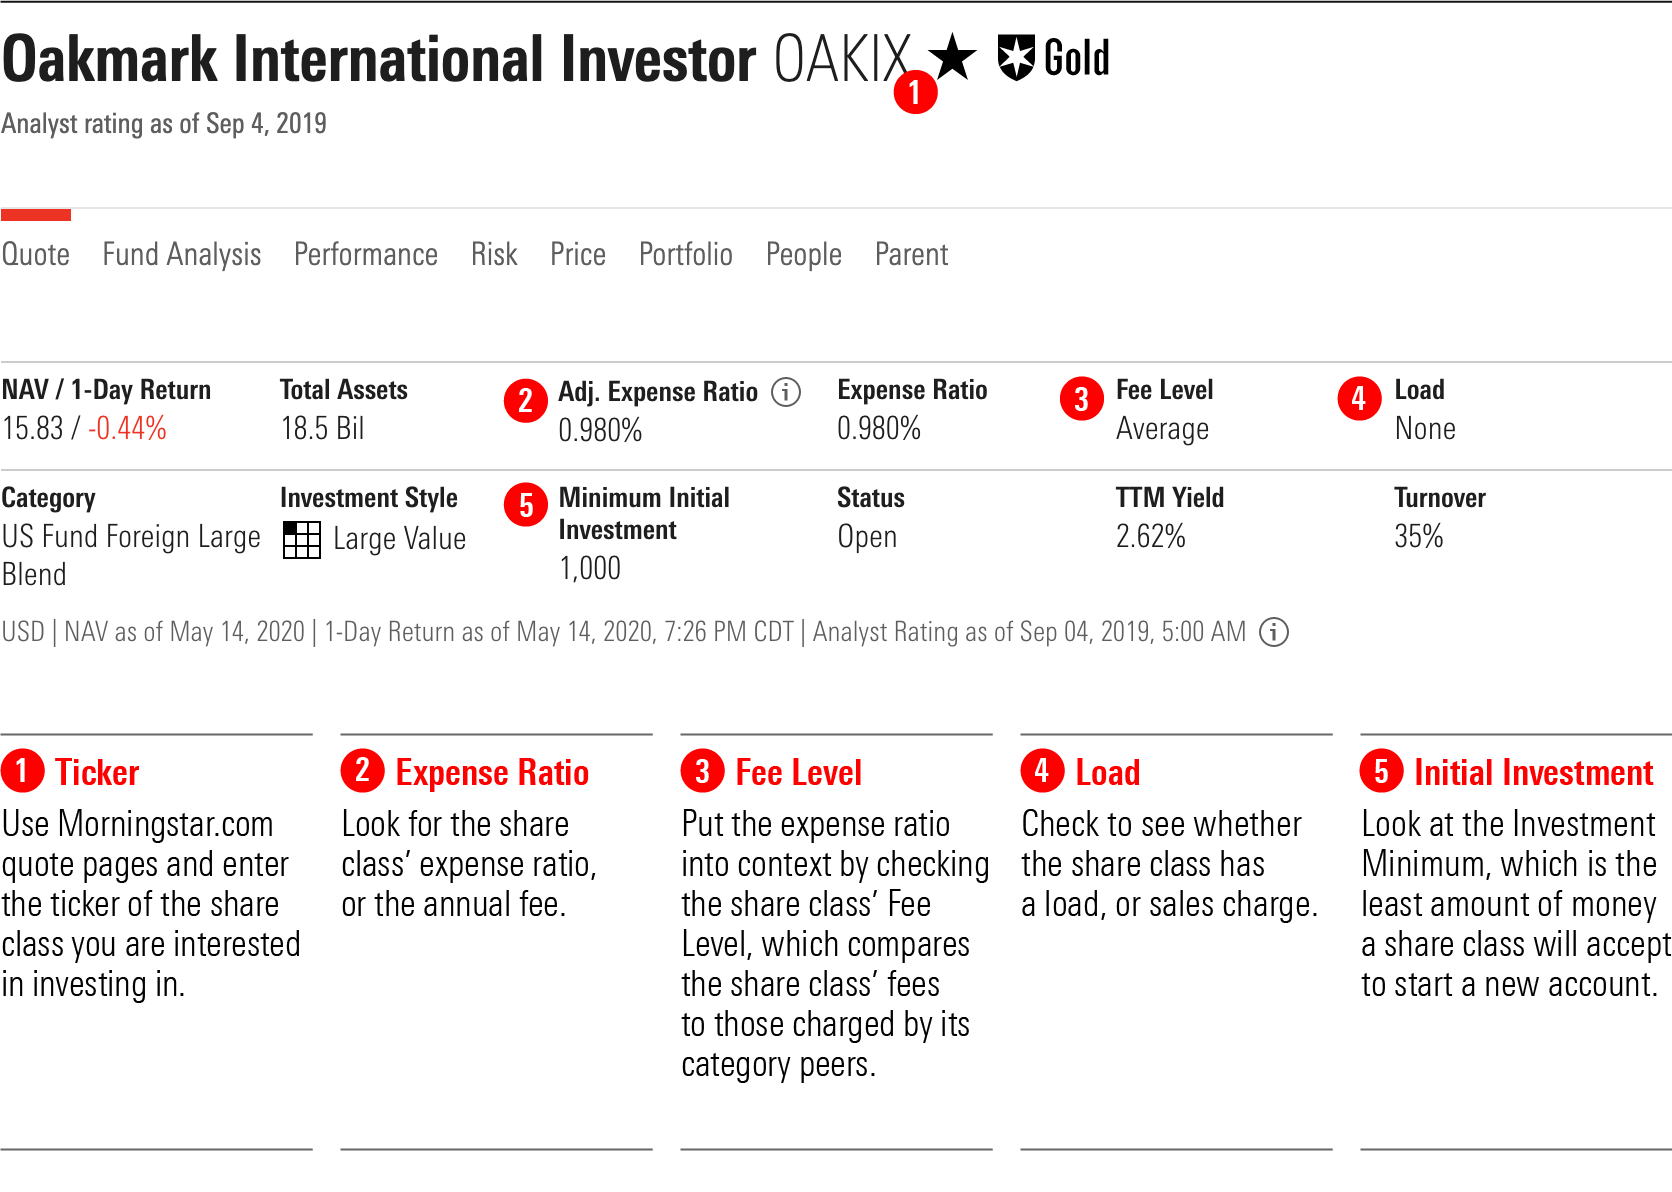 Oakmark International Investor OAKIX ★ Gold
1
Analyst rating as of Sep 4, 2019
Quote Fund Analysis Performance Risk Price Portfolio People Parent
NAV / 1-Day Return Total Assets 2 Adj. Expense Ratio i Expense Ratio 3 Fee Level 4 Load
15.83 / -0.44% 18.5 Bil 0.980% 0.980% Average None
Category Investment Style 5 Minimum Initial Status TTM Yield Turnover
Investment
US Fund Foreign Large Large Value Open 2.62% 35%
Blend 1,000
USD | NAV as of May 14, 2020 | 1-Day Return as of May 14, 2020, 7:26 PM CDT | Analyst Rating as of Sep 04, 2019, 5:00 AM i
1 Ticker
Use Morningstar.com
quote pages and enter
the ticker of the share
class you are interested
in investing in.
2 Expense Ratio
Look for the share
class’ expense ratio,
or the annual fee.
3 Fee Level
Put the expense ratio
into context by checking
the share class’ Fee
Level, which compares
the share class’ fees
to those charged by its
category peers.
4 Load
Check to see whether
the share class has
a load, or sales charge.
5 Initial Investment
Look at the Investment
Minimum, which is the
least amount of money
a share class will accept
to start a new account.